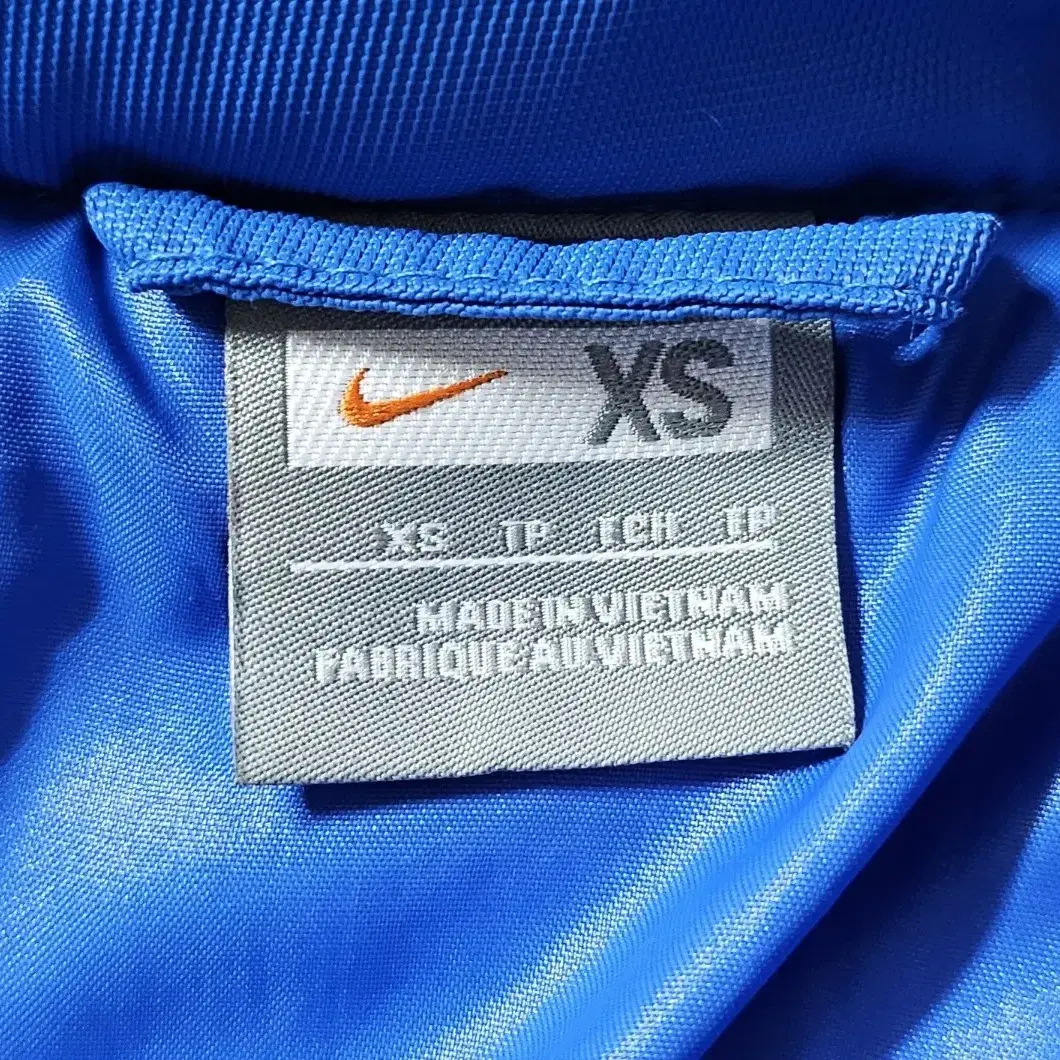 XS
XS TP ECH EP
MADE IN VIETNAM
FABRIQUE AU VIETNAM